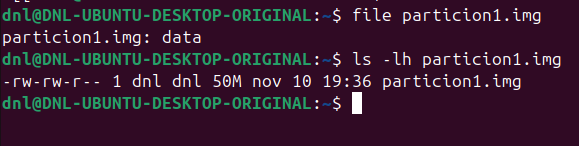 dnl@DNL-UBUNTU-DESKTOP-ORIGINAL:~$ file particion1.img
particion1.img: data
dnl@DNL-UBUNTU-DESKTOP-ORIGINAL:~$ ls -lh particion1.img
-rw-rw-r-- 1 dnl dnl 50M nov 10 19:36 particion1.img
dnl@DNL-UBUNTU-DESKTOP-ORIGINAL:~$